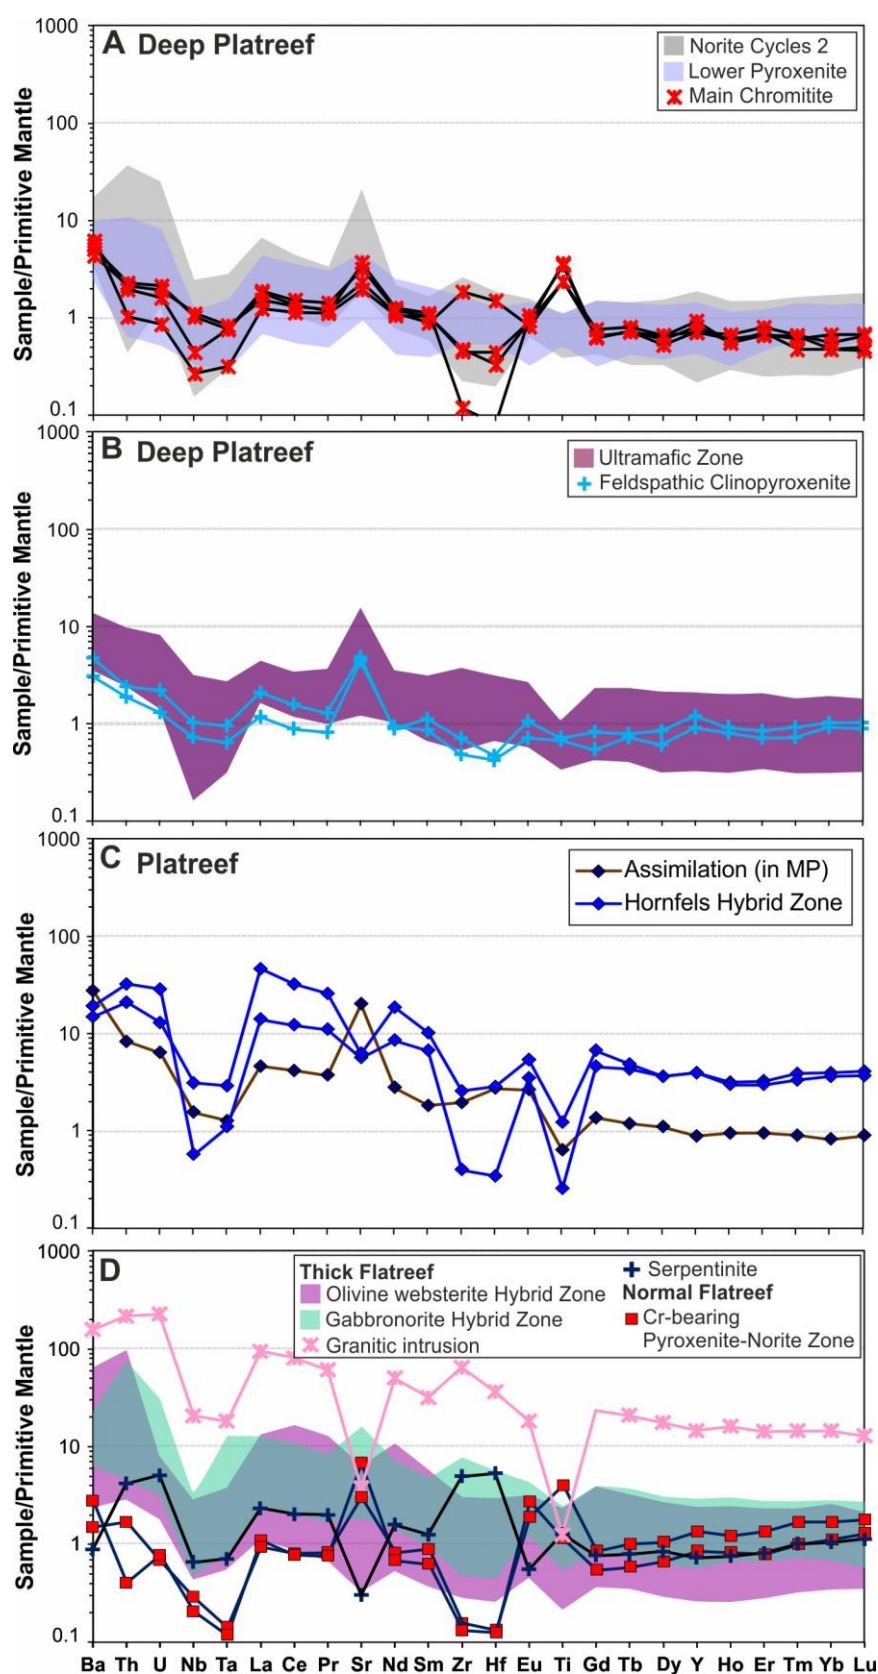 A Deep Platreef
Norite Cycles 2
Lower Pyroxenite
Main Chromitite
Sample/Primitive Mantle
1000
100
10
1
0.1
B Deep Platreef
Ultramafic Zone
Feldspathic Clinopyroxenite
Sample/Primitive Mantle
1000
100
10
1
0.1
C Platreef
Assimilation (in MP)
Hornfels Hybrid Zone
Sample/Primitive Mantle
1000
100
10
1
0.1
D
Thick Flatreef
Olivine websterite Hybrid Zone
Gabbronorite Hybrid Zone
Granitic intrusion
Serpentinite
Normal Flatreef
Cr-bearing
Pyroxenite-Norite Zone
Sample/Primitive Mantle
1000
100
10
1
0.1
Ba Th U Nb Ta La Ce Pr Sr Nd Sm Zr Hf Eu Ti Gd Tb Dy Y Ho Er Tm Yb Lu